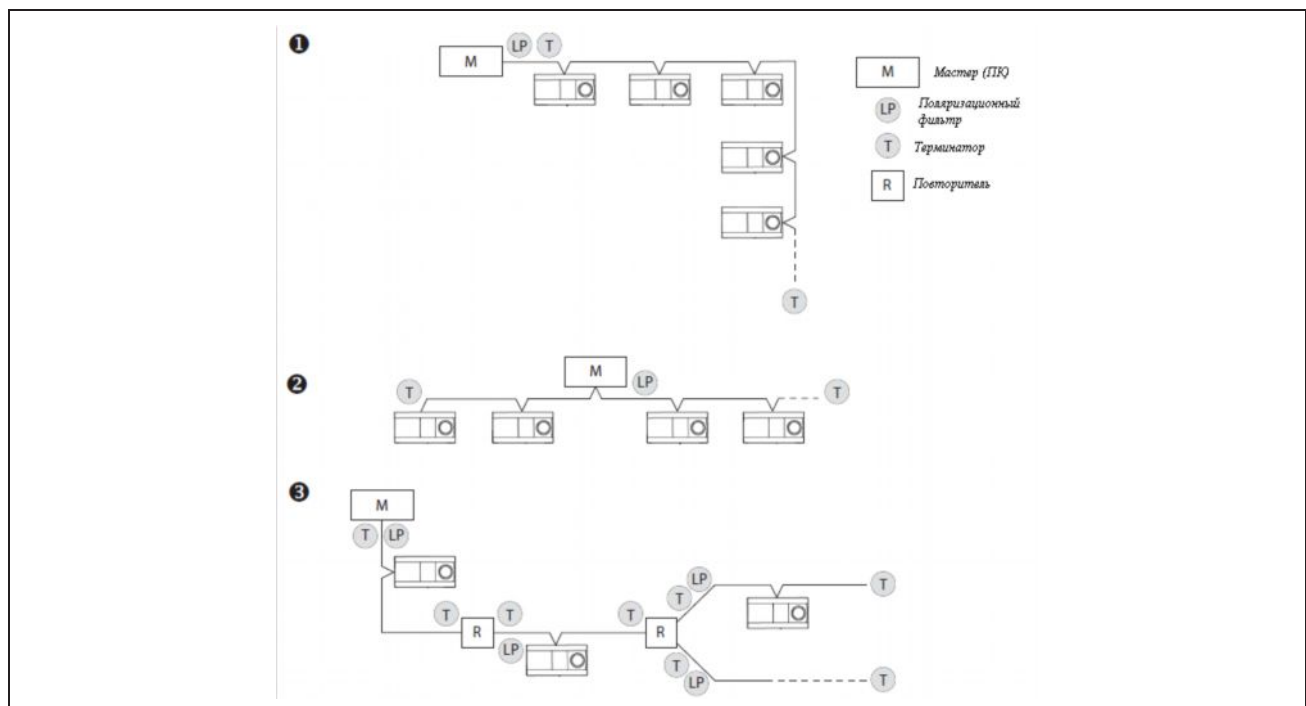 ❶
M
LP T
M Мастер (ПК)
LP Поляризационный
фильтр
T Терминатор
R Повторитель
T
❷
M
LP
T
T
❸
M
T LP
T
R
T
LP
T
R
LP
T
T
T
LP
T